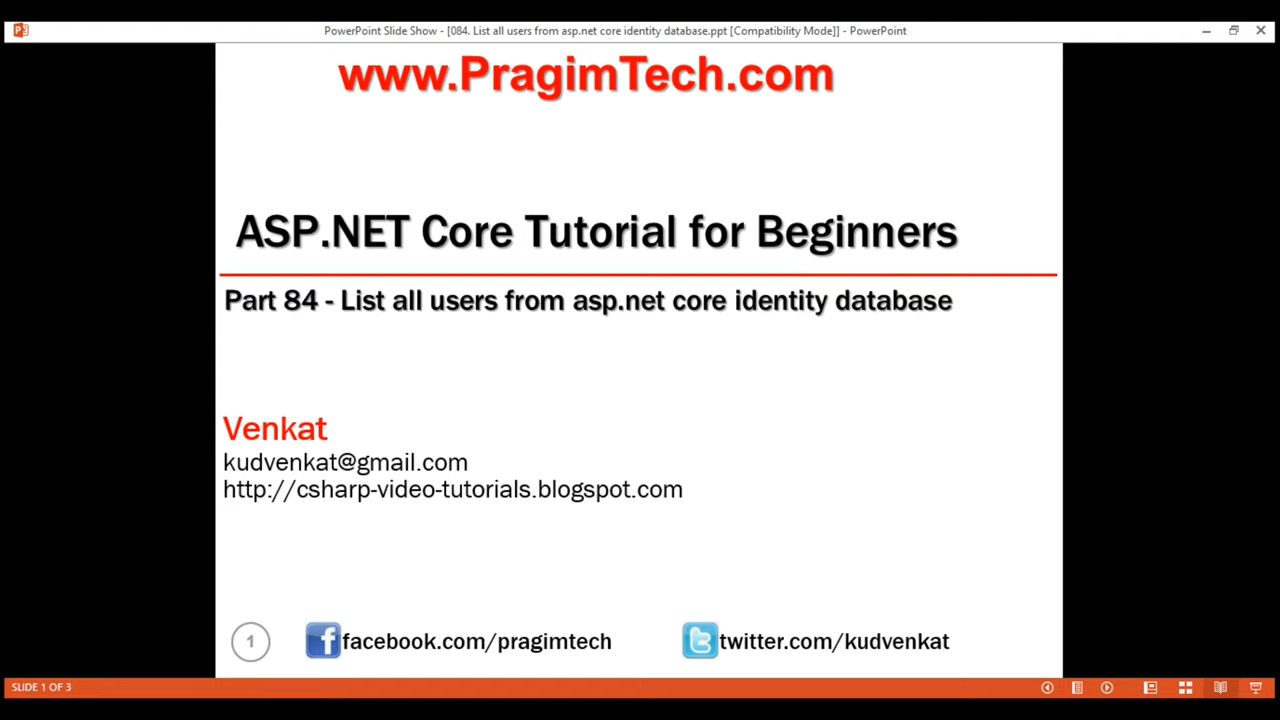 PowerPoint Slide Show - [084. List all users from asp.net core identity database.ppt [Compatibility Mode]] - PowerPoint
www.PragimTech.com
ASP.NET Core Tutorial for Beginners
Part 84 - List all users from asp.net core identity database
Venkat
kudvenkat@gmail.com
http://csharp-video-tutorials.blogspot.com
1 facebook.com/pragimtech twitter.com/kudvenkat
SLIDE 1 OF 3